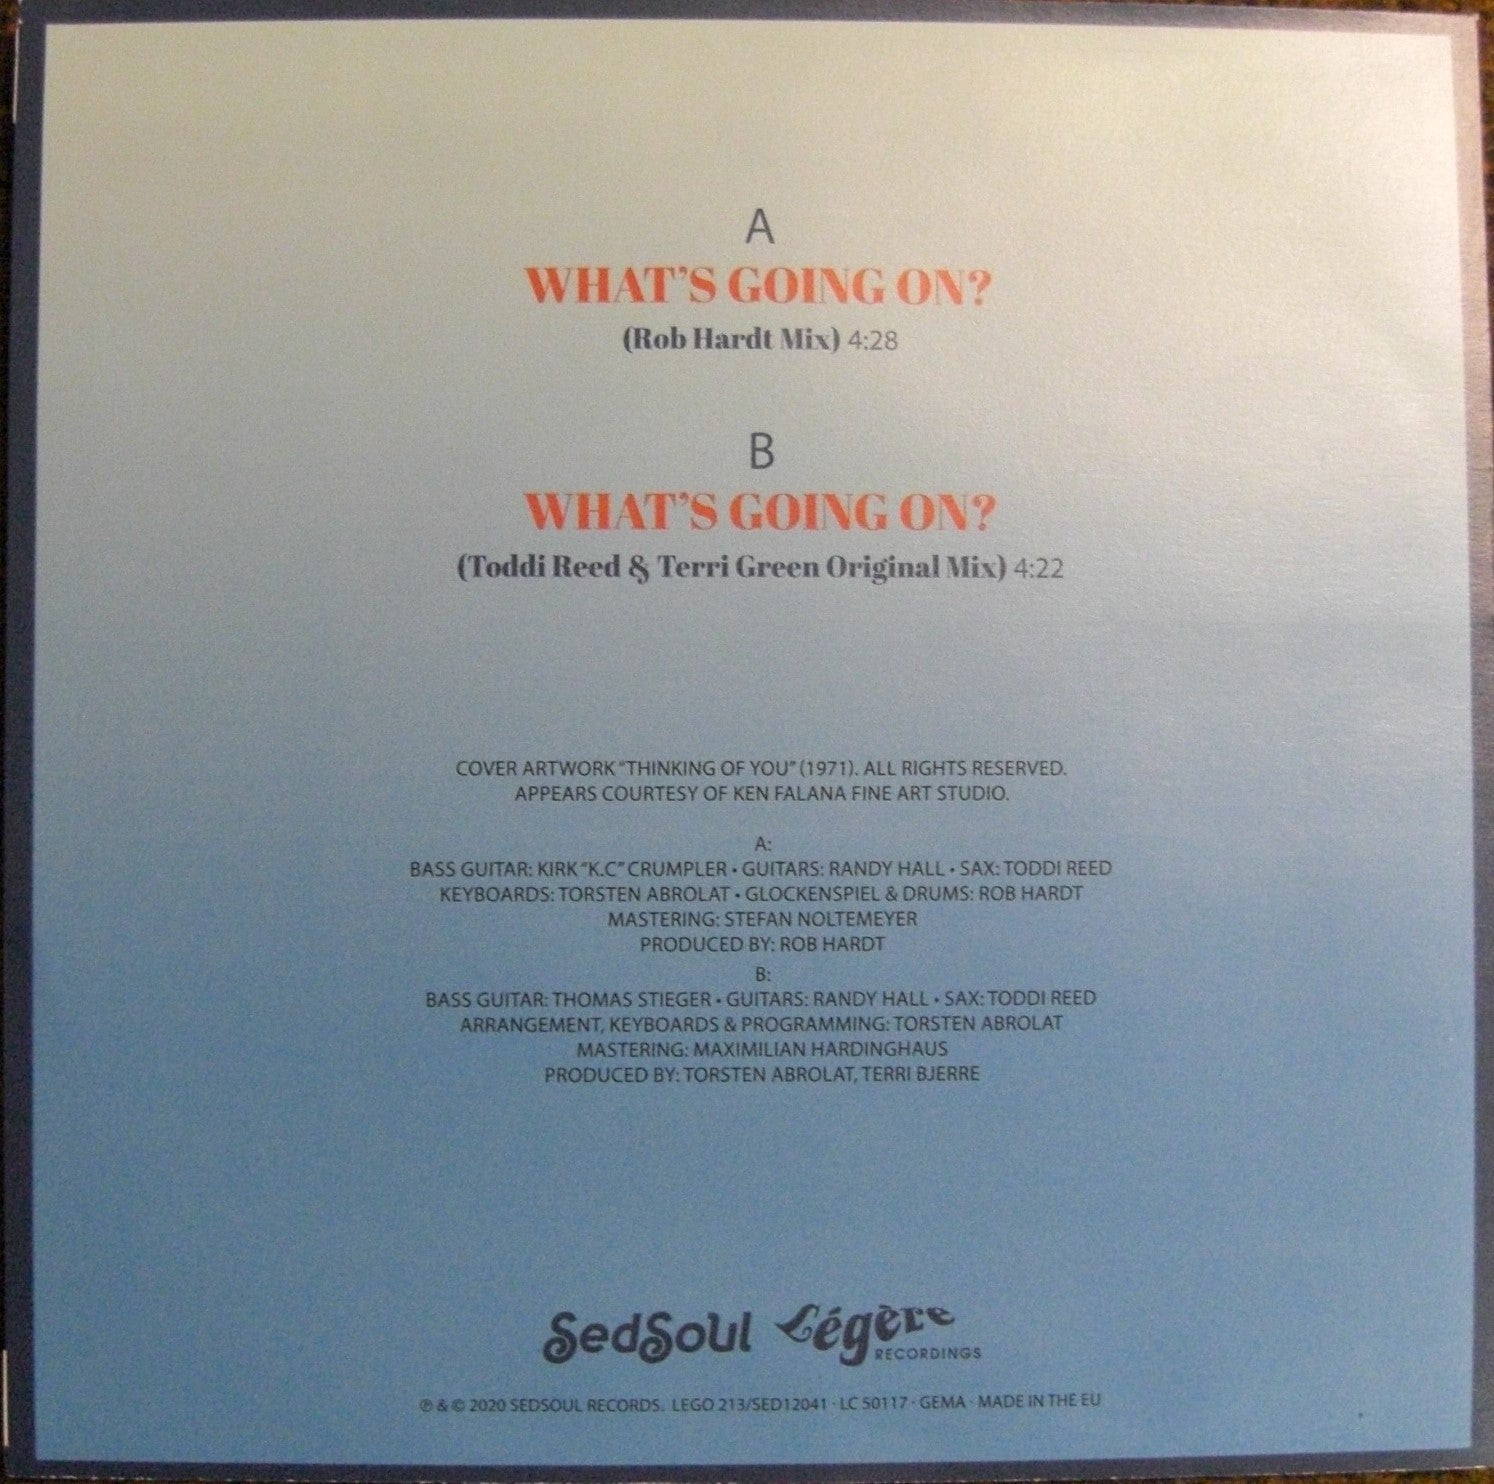 A
WHAT'S GOING ON?
(Rob Hardt Mix) 4:28
B
WHAT'S GOING ON?
(Toddi Reed & Terri Green Original Mix) 4:22
COVER ARTWORK "THINKING OF YOU" (1971). ALL RIGHTS RESERVED.
APPEARS COURTESY OF KEN FALANA FINE ART STUDIO.
A:
BASS GUITAR: KIRK "K.C" CRUMPLER • GUITARS: RANDY HALL • SAX: TODDI REED
KEYBOARDS: TORSTEN ABROLAT • GLOCKENSPIEL & DRUMS: ROB HARDT
MASTERING: STEFAN NOLTEMEYER
PRODUCED BY: ROB HARDT
B:
BASS GUITAR: THOMAS STIEGER • GUITARS: RANDY HALL • SAX: TODDI REED
ARRANGEMENT, KEYBOARDS & PROGRAMMING: TORSTEN ABROLAT
MASTERING: MAXIMILIAN HARDINGHAUS
PRODUCED BY: TORSTEN ABROLAT, TERRI BJERRE
SedSoul Légère
RECORDINGS
℗ & © 2020 SEDSOUL RECORDS. LEGO 213/SED12041 · LC 50117 · GEMA · MADE IN THE EU